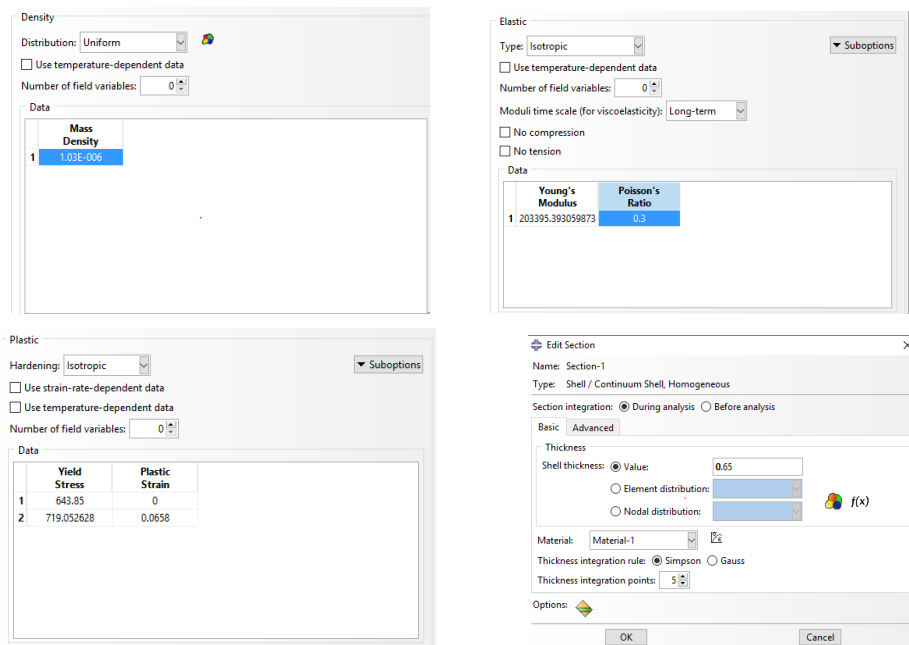 Density
Distribution: Uniform
Use temperature-dependent data
Number of field variables: 0
Data
Mass
Density
1 1.03E-006
Elastic
Type: Isotropic
▼ Suboptions
Use temperature-dependent data
Number of field variables: 0
Moduli time scale (for viscoelasticity): Long-term
No compression
No tension
Data
Young's Poisson's
Modulus Ratio
1 203395.393059873 0.3
Plastic
Hardening: Isotropic
▼ Suboptions
Use strain-rate-dependent data
Use temperature-dependent data
Number of field variables: 0
Data
Yield Plastic
Stress Strain
1 643.85 0
2 719.052628 0.0658
Edit Section
Name: Section-1
Type: Shell / Continuum Shell, Homogeneous
Section integration: During analysis Before analysis
Basic Advanced
Thickness
Shell thickness: Value: 0.65
Element distribution:
Nodal distribution:
f(x)
Material: Material-1
Thickness integration rule: Simpson Gauss
Thickness integration points: 5
Options:
OK Cancel